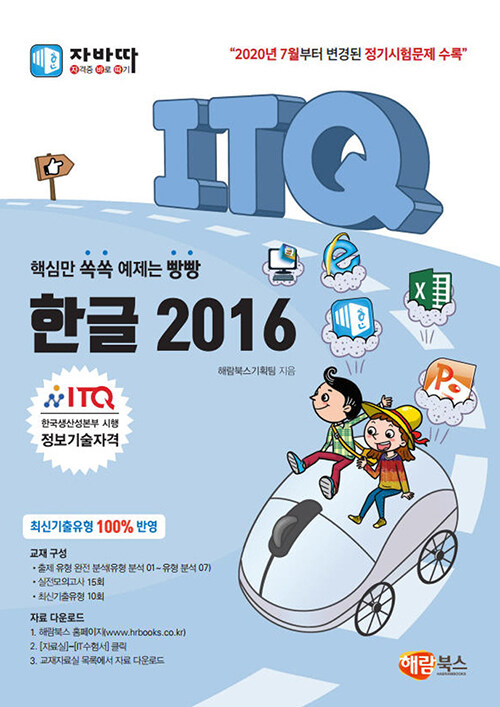 자바따
자격증 바로 따기
"2020년 7월부터 변경된 정기시험문제 수록"
ITQ
핵심만 쏙쏙 예제는 빵빵
한글 2016
해람북스기획팀 지음
ITQ
한국생산성본부 시행
정보기술자격
최신기출유형 100% 반영
교재 구성
• 출제 유형 완전 분석(유형 분석 01 ~ 유형 분석 07)
• 실전모의고사 15회
• 최신기출유형 10회
자료 다운로드
1. 해람북스 홈페이지(www.hrbooks.co.kr)
2. [자료실]-[IT수험서] 클릭
3. 교재자료실 목록에서 자료 다운로드
해람북스
HAERAMBOOKS